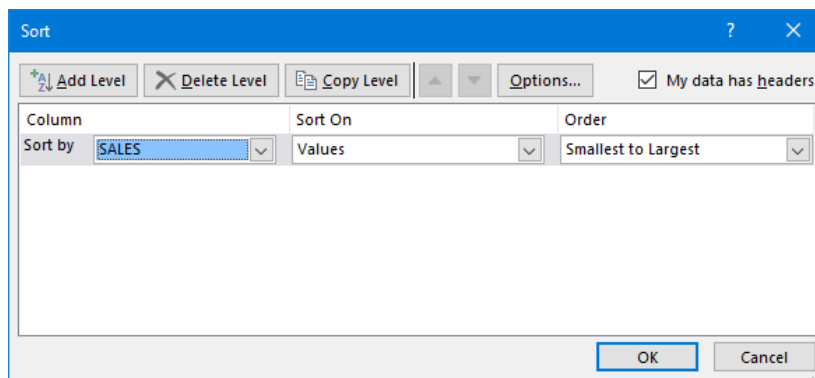 Sort ?
Add Level Delete Level Copy Level Options... My data has headers
Column Sort On Order
Sort by SALES Values Smallest to Largest
OK Cancel